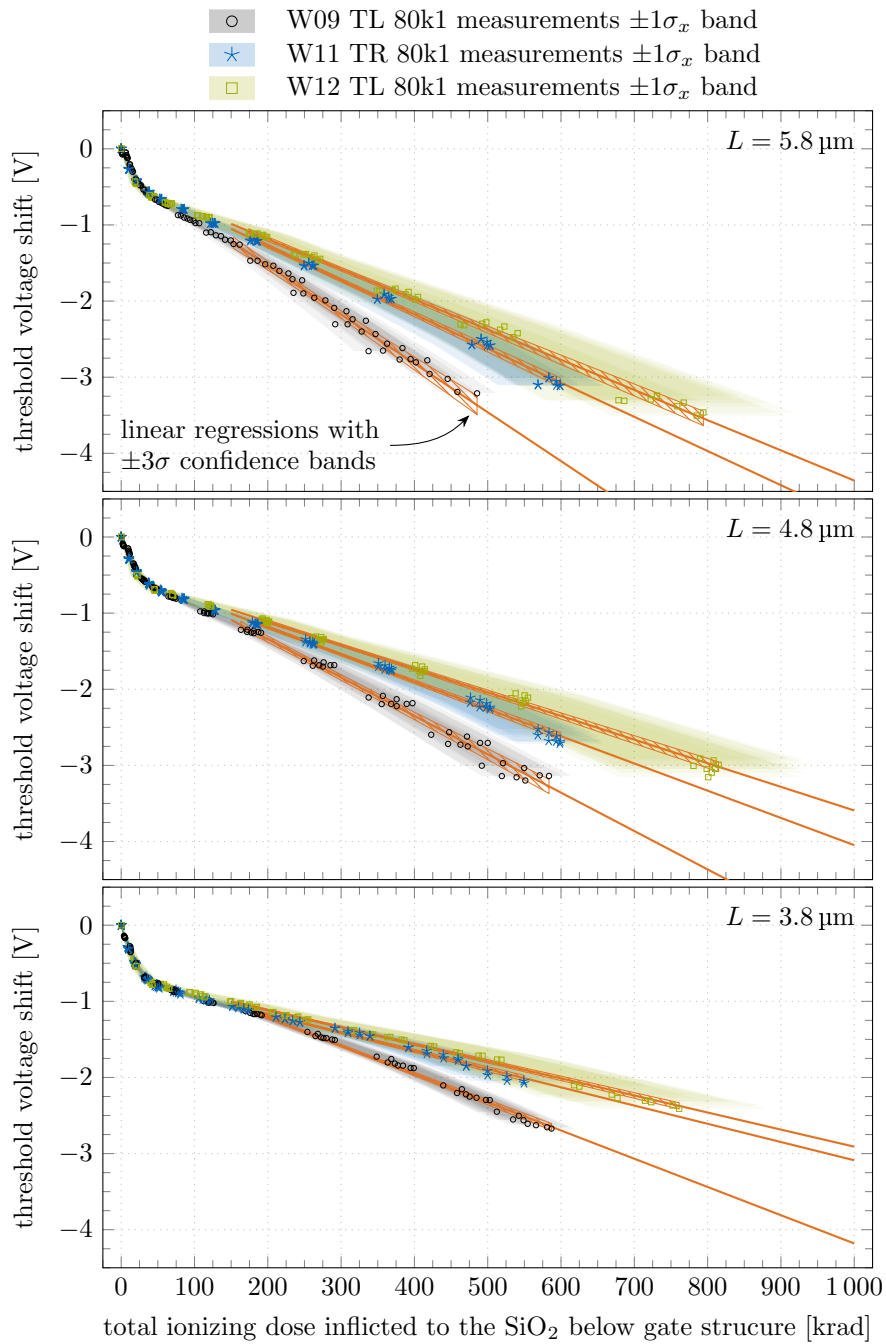 W09 TL 80k1 measurements ±1σₓ band
W11 TR 80k1 measurements ±1σₓ band
W12 TL 80k1 measurements ±1σₓ band
L = 5.8 µm
threshold voltage shift [V]
0
−1
−2
−3
−4
linear regressions with
±3σ confidence bands
L = 4.8 µm
threshold voltage shift [V]
0
−1
−2
−3
−4
L = 3.8 µm
threshold voltage shift [V]
0
−1
−2
−3
−4
0 100 200 300 400 500 600 700 800 900 1 000
total ionizing dose inflicted to the SiO₂ below gate strucure [krad]